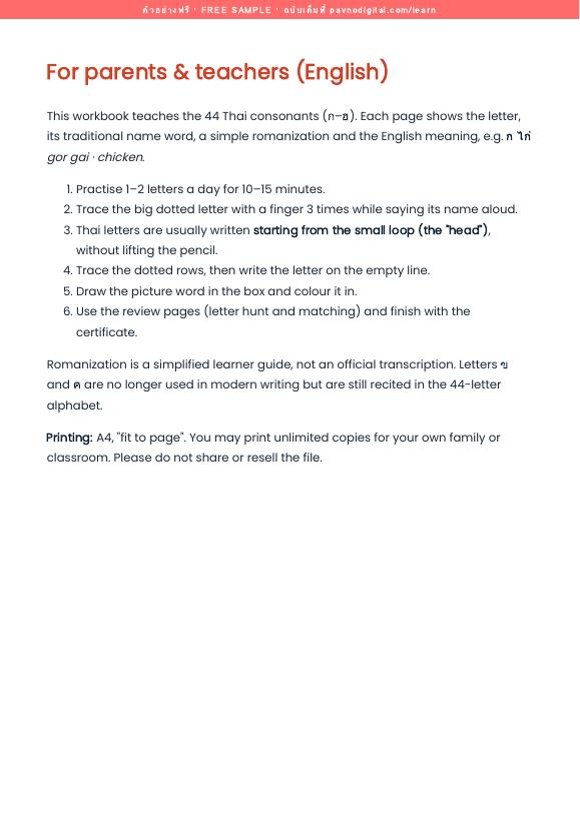 ตัวอย่างฟรี · FREE SAMPLE · ฉบับเต็มที่ pavnodigital.com/learn
For parents & teachers (English)
This workbook teaches the 44 Thai consonants (ก–ฮ). Each page shows the letter,
its traditional name word, a simple romanization and the English meaning, e.g. ก ไก่
gor gai · chicken.
1. Practise 1–2 letters a day for 10–15 minutes.
2. Trace the big dotted letter with a finger 3 times while saying its name aloud.
3. Thai letters are usually written starting from the small loop (the "head"),
without lifting the pencil.
4. Trace the dotted rows, then write the letter on the empty line.
5. Draw the picture word in the box and colour it in.
6. Use the review pages (letter hunt and matching) and finish with the
certificate.
Romanization is a simplified learner guide, not an official transcription. Letters ฃ
and ฅ are no longer used in modern writing but are still recited in the 44-letter
alphabet.
Printing: A4, "fit to page". You may print unlimited copies for your own family or
classroom. Please do not share or resell the file.